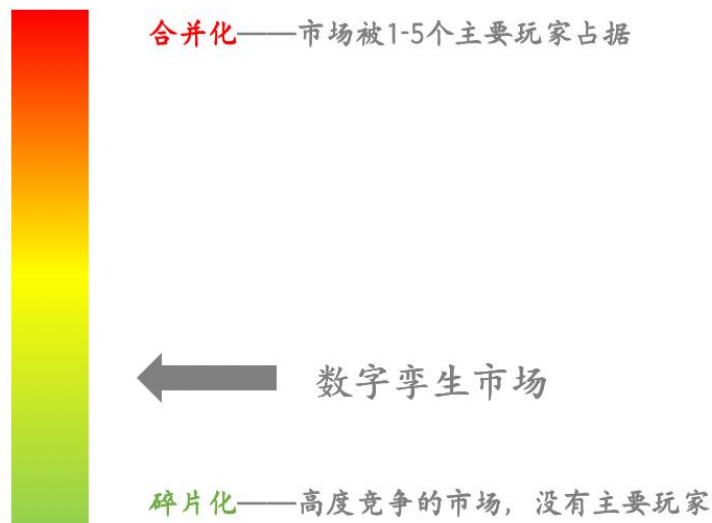 合并化——市场被1-5个主要玩家占据
数字孪生市场
碎片化——高度竞争的市场，没有主要玩家